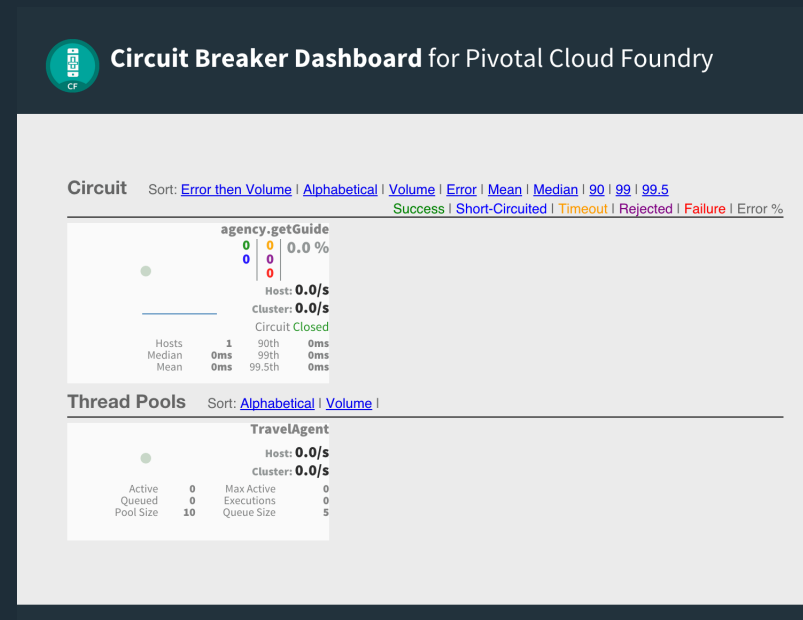 Circuit Breaker Dashboard for Pivotal Cloud Foundry
CF
Circuit Sort: Error then Volume | Alphabetical | Volume | Error | Mean | Median | 90 | 99 | 99.5
Success | Short-Circuited | Timeout | Rejected | Failure | Error %
agency.getGuide
0 0 0.0 %
0 0
0
Host: 0.0/s
Cluster: 0.0/s
Circuit Closed
Hosts 1 90th 0ms
Median 0ms 99th 0ms
Mean 0ms 99.5th 0ms
Thread Pools Sort: Alphabetical | Volume |
TravelAgent
Host: 0.0/s
Cluster: 0.0/s
Active 0 Max Active 0
Queued 0 Executions 0
Pool Size 10 Queue Size 5